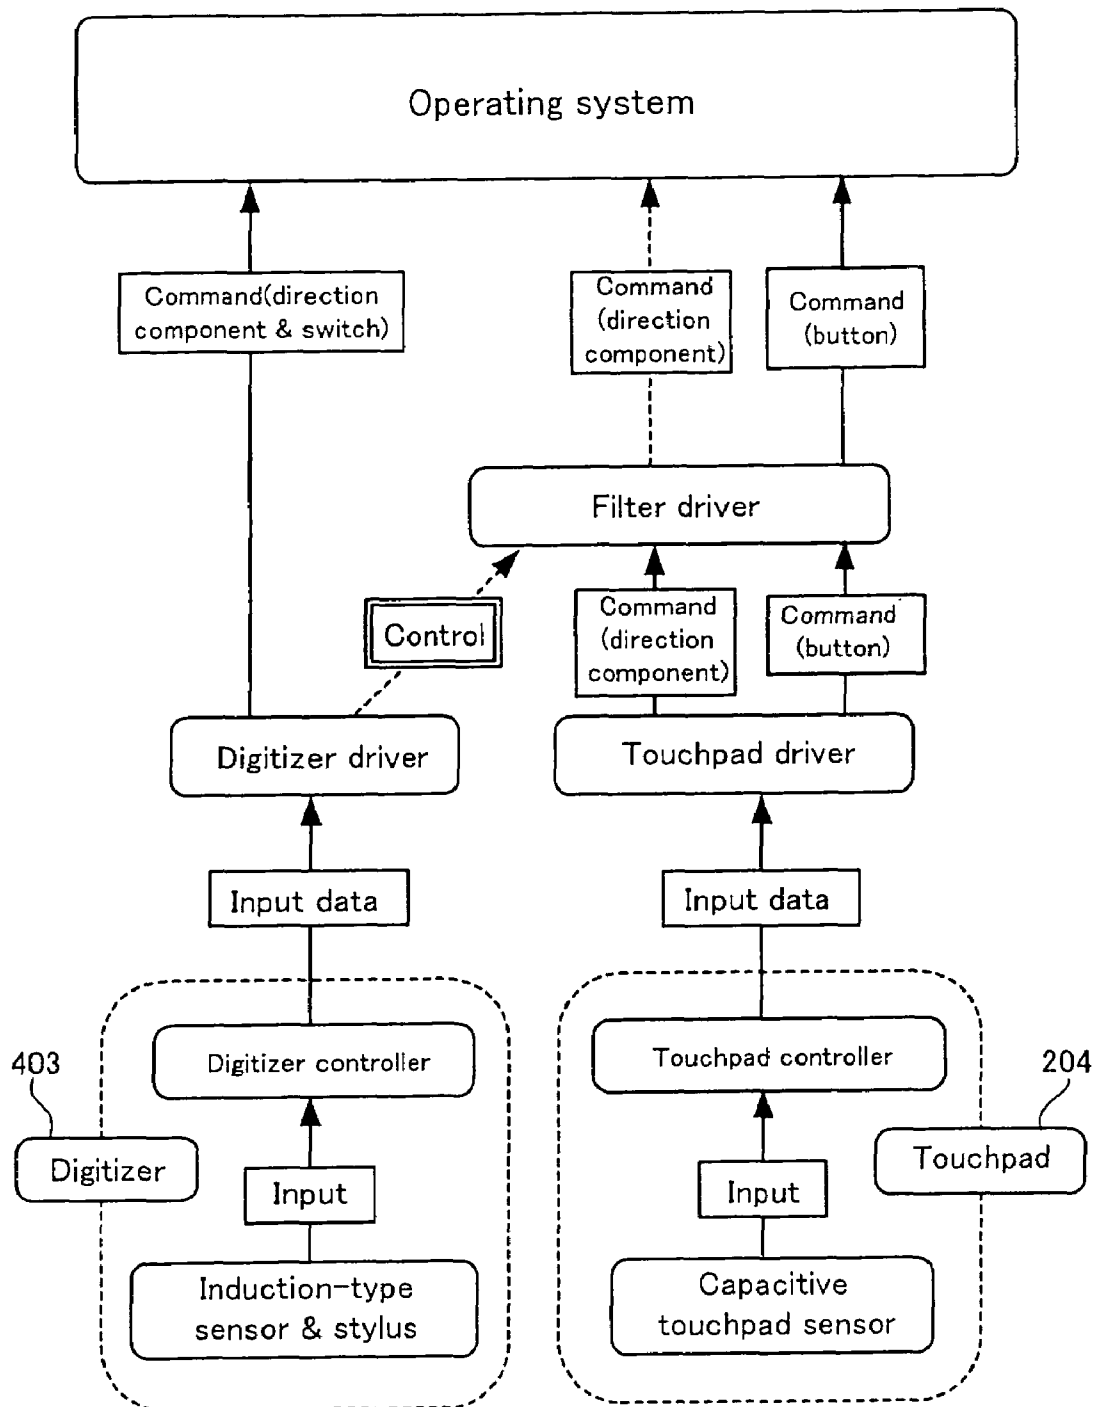 Operating system
Command(direction
component & switch)
Command
(direction
component)
Command
(button)
Filter driver
Control
Command
(direction
component)
Command
(button)
Digitizer driver
Touchpad driver
Input data
Input data
Digitizer controller
Touchpad controller
403
204
Digitizer
Touchpad
Input
Input
Induction-type
sensor & stylus
Capacitive
touchpad sensor